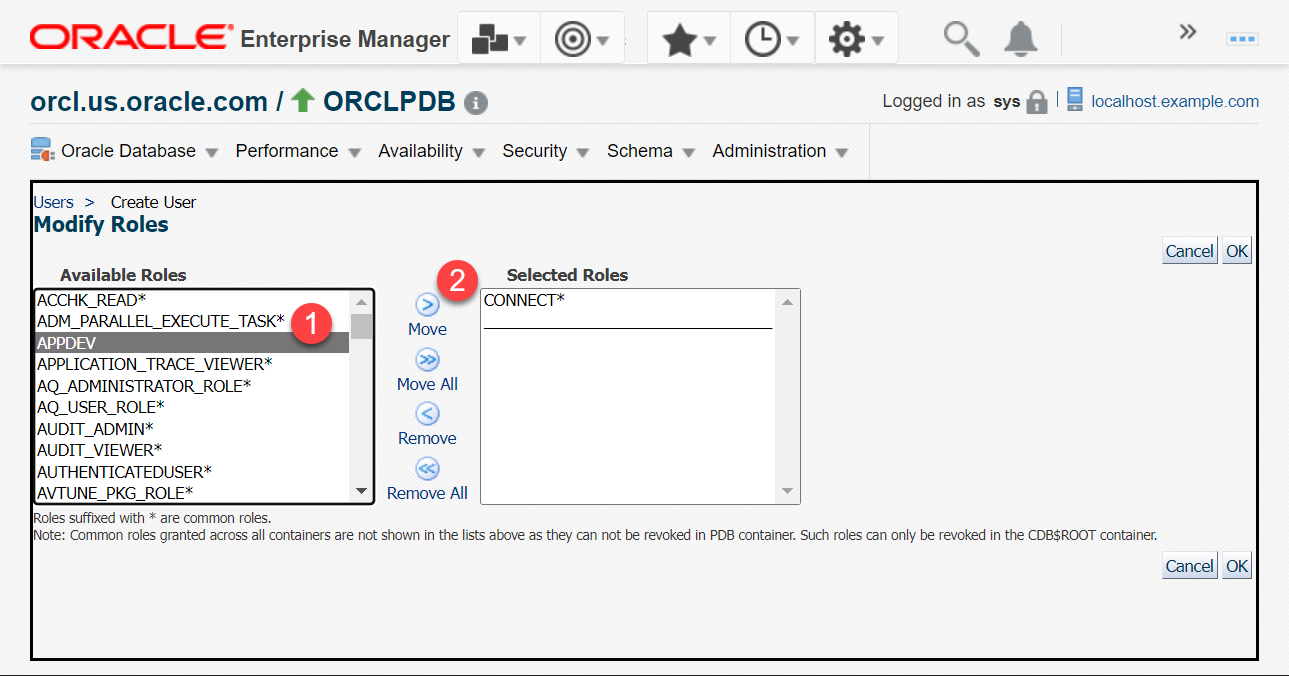 ORACLE Enterprise Manager
orcl.us.oracle.com / ORCLPDB i
Logged in as sys | localhost.example.com
Oracle Database Performance Availability Security Schema Administration
Users > Create User
Modify Roles
Cancel OK
Available Roles
ACCHK_READ*
ADM_PARALLEL_EXECUTE_TASK*
APPDEV
APPLICATION_TRACE_VIEWER*
AQ_ADMINISTRATOR_ROLE*
AQ_USER_ROLE*
AUDIT_ADMIN*
AUDIT_VIEWER*
AUTHENTICATEDUSER*
AVTUNE_PKG_ROLE*
1
2
Move
Move All
Remove
Remove All
Selected Roles
CONNECT*
Roles suffixed with * are common roles.
Note: Common roles granted across all containers are not shown in the lists above as they can not be revoked in PDB container. Such roles can only be revoked in the CDB$ROOT container.
Cancel OK